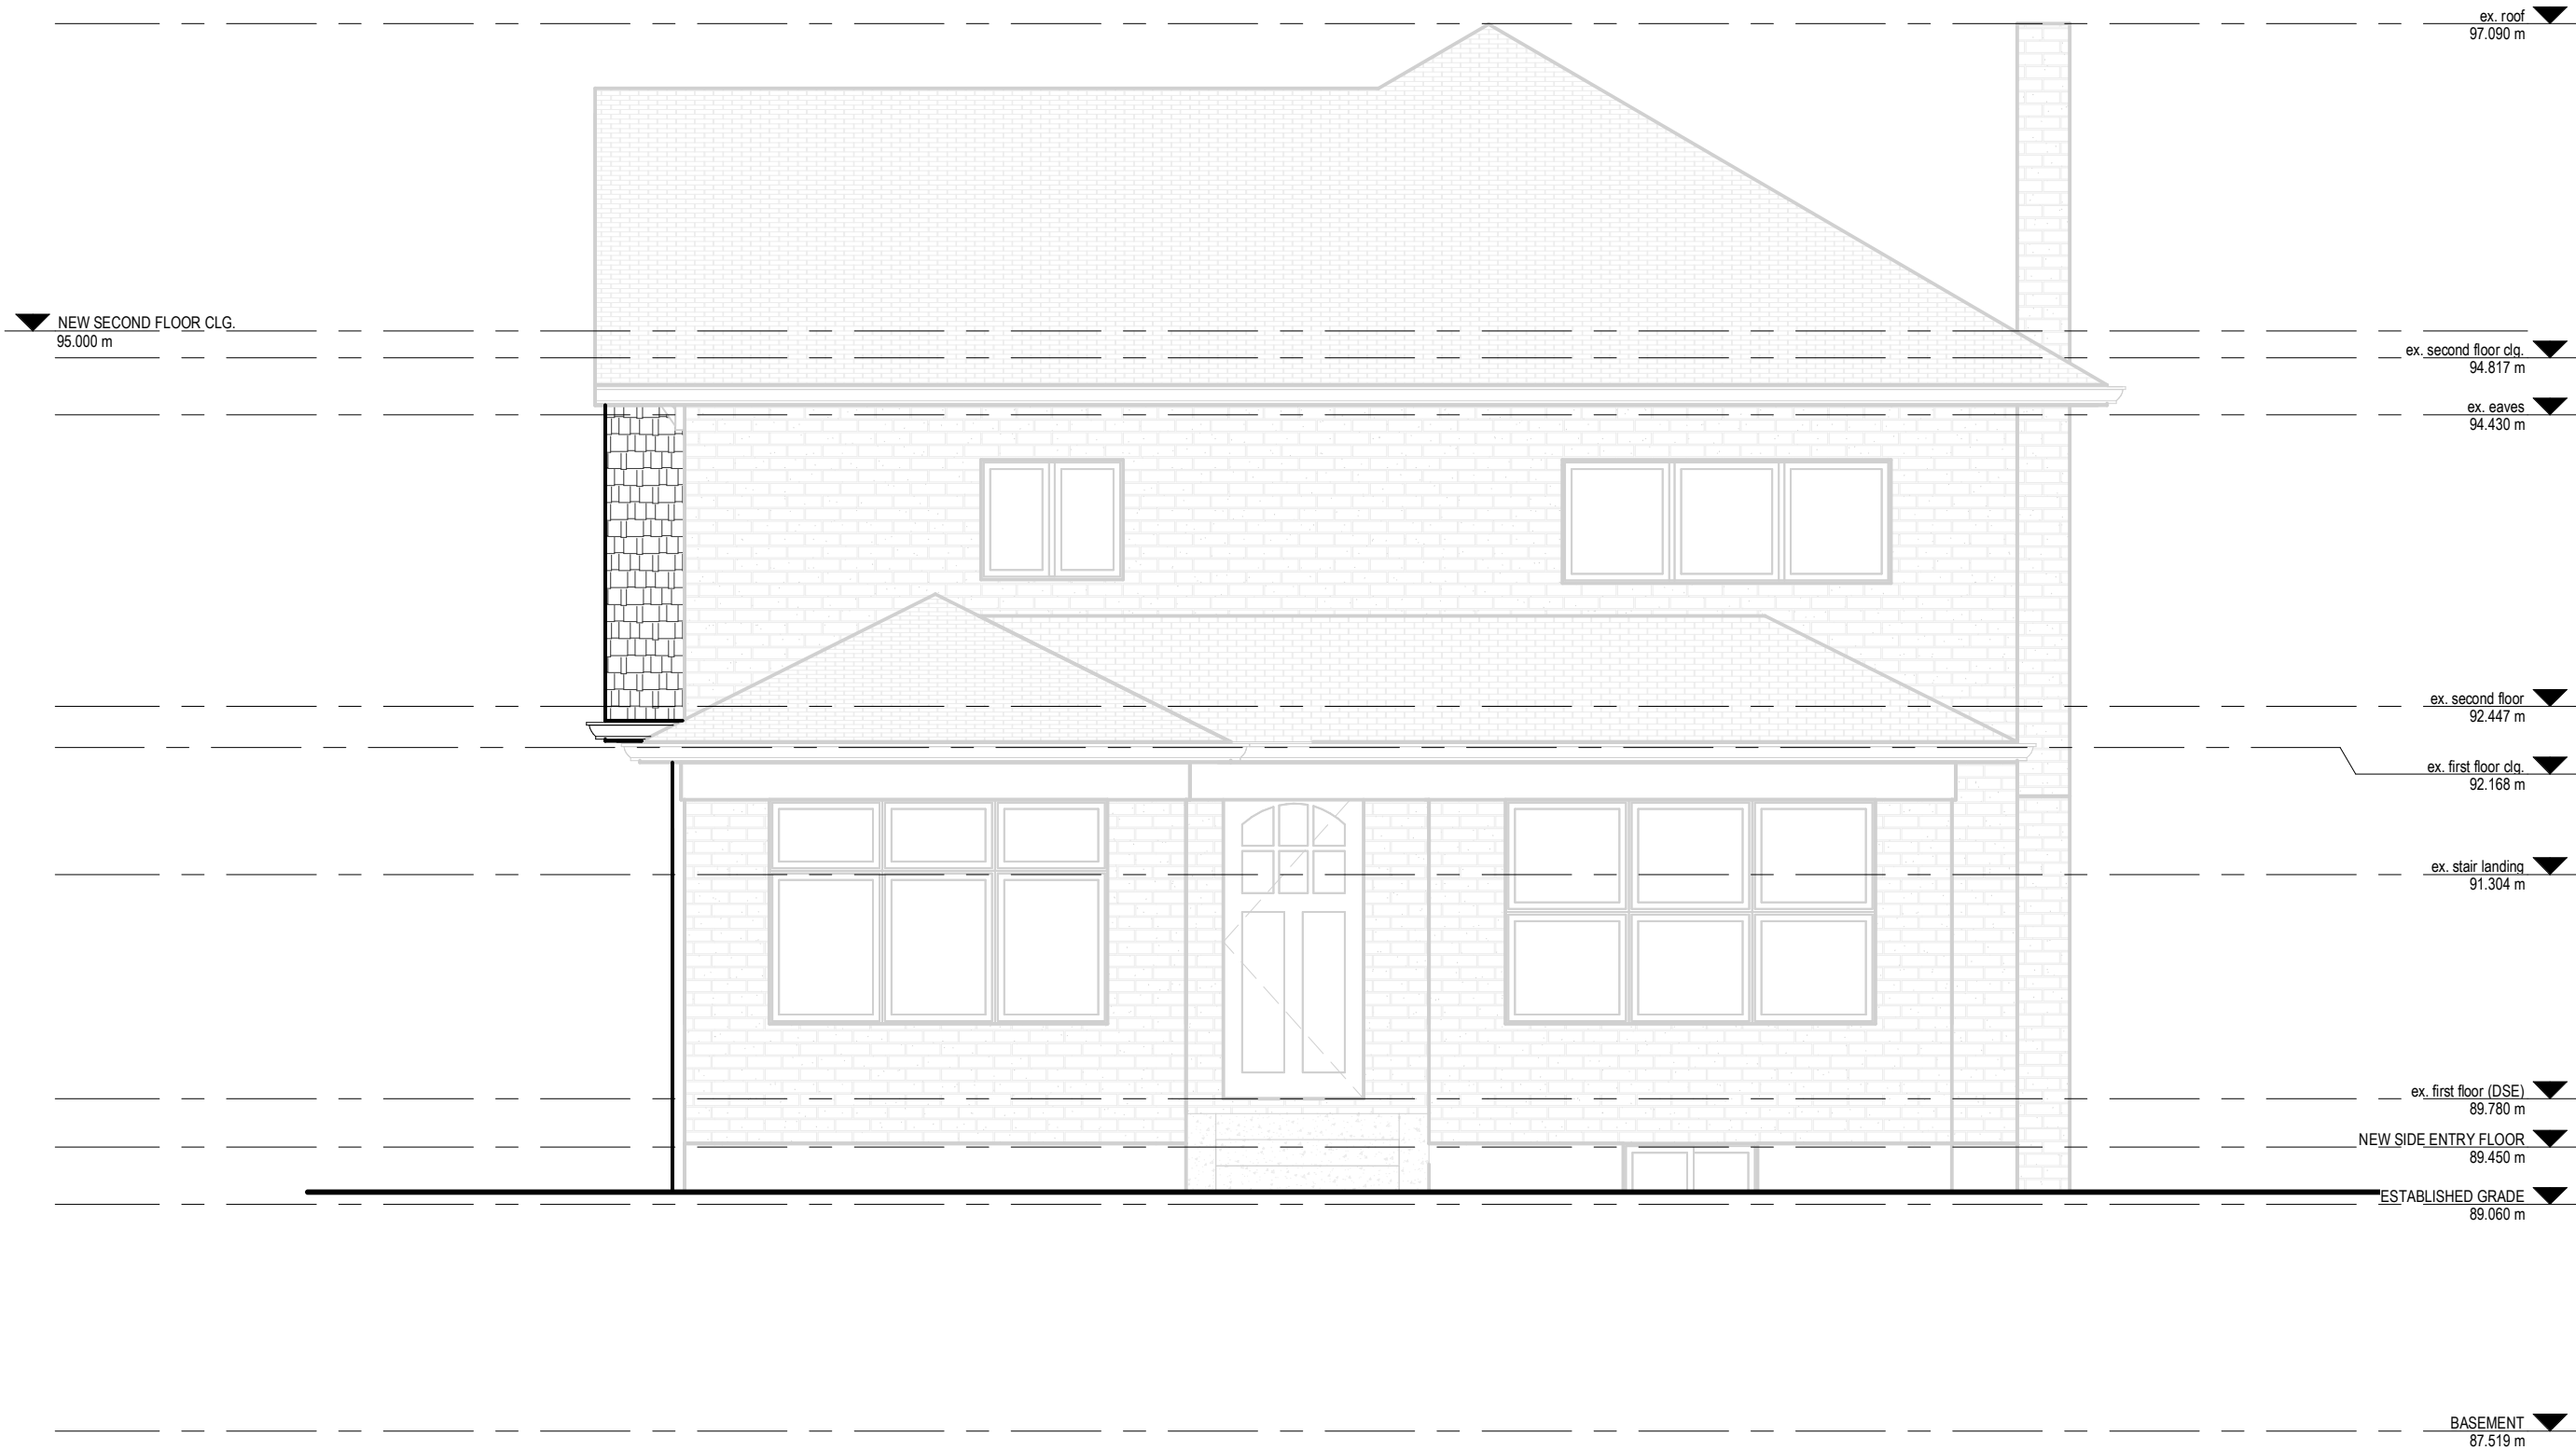 ex. roof
97.090 m
NEW SECOND FLOOR CLG.
95.000 m
ex. second floor clg.
94.817 m
ex. eaves
94.430 m
ex. second floor
92.447 m
ex. first floor clg.
92.168 m
ex. stair landing
91.304 m
ex. first floor (DSE)
89.780 m
NEW SIDE ENTRY FLOOR
89.450 m
ESTABLISHED GRADE
89.060 m
BASEMENT
87.519 m